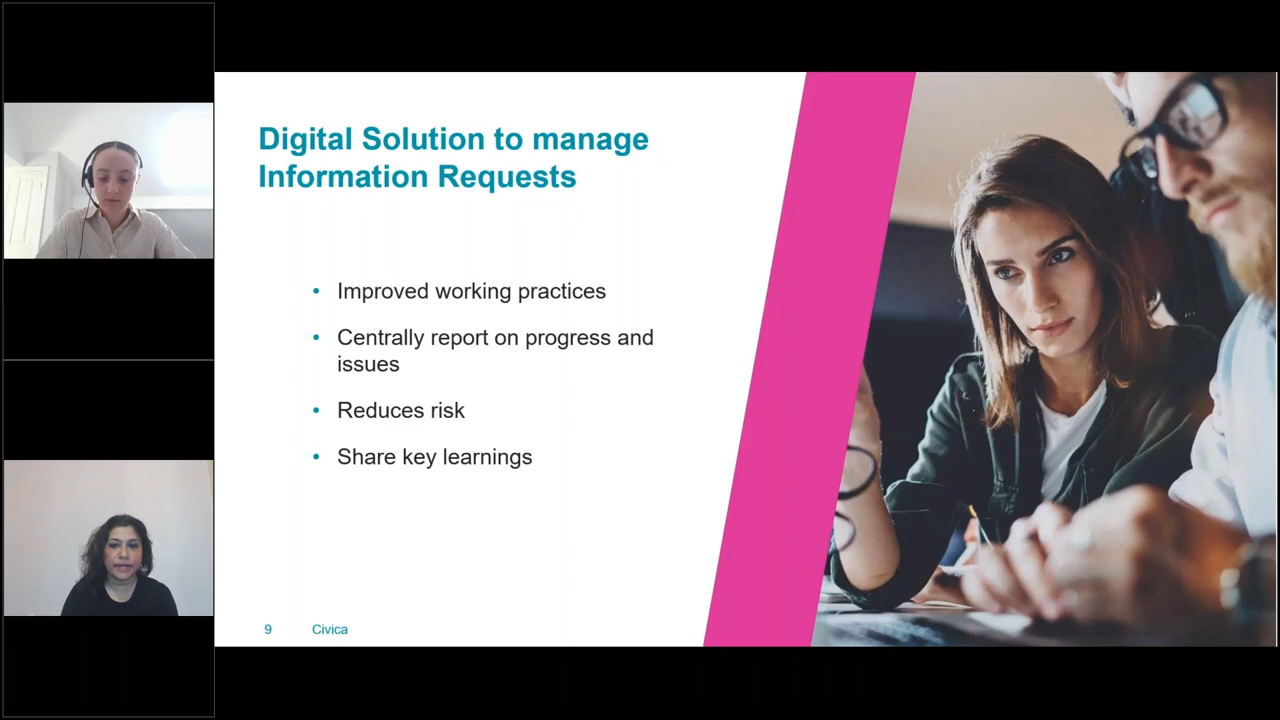 Digital Solution to manage
Information Requests
• Improved working practices
• Centrally report on progress and
issues
• Reduces risk
• Share key learnings
9 Civica